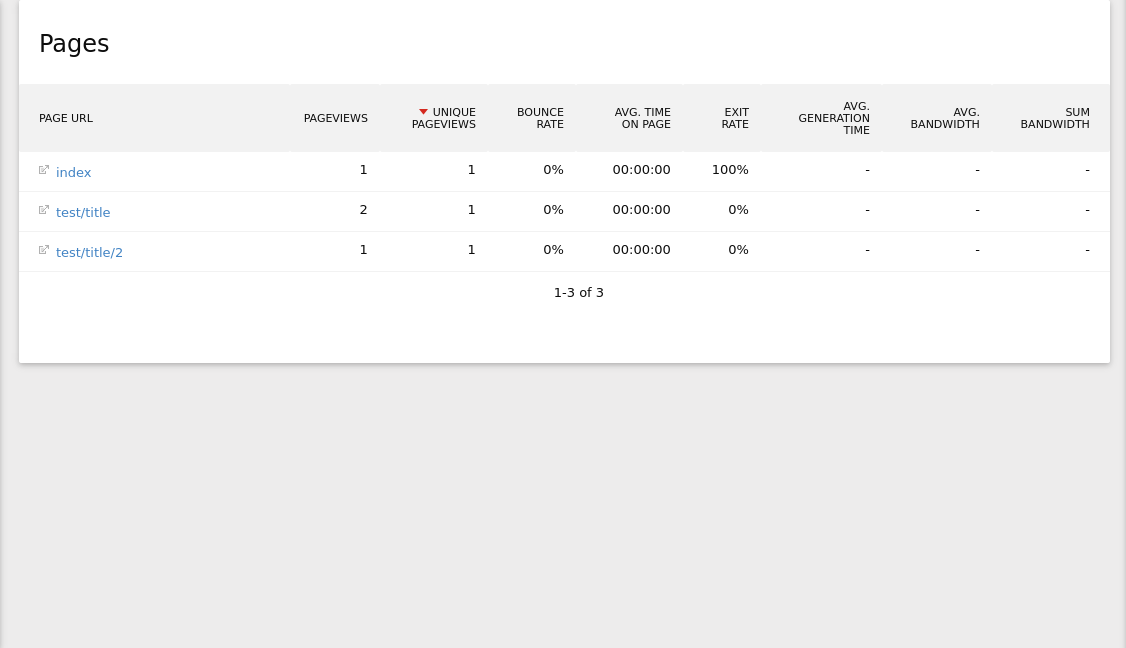 Pages
PAGE URL PAGEVIEWS UNIQUE PAGEVIEWS BOUNCE RATE AVG. TIME ON PAGE EXIT RATE AVG. GENERATION TIME AVG. BANDWIDTH SUM BANDWIDTH
index 1 1 0% 00:00:00 100% - - -
test/title 2 1 0% 00:00:00 0% - - -
test/title/2 1 1 0% 00:00:00 0% - - -
1-3 of 3